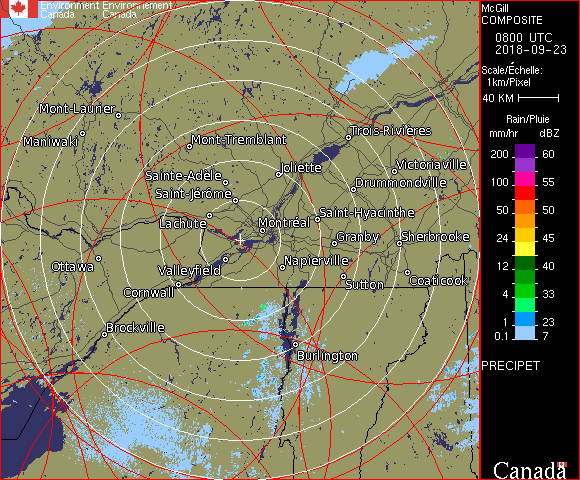 Environment Environnement
Canada Canada
McGill
COMPOSITE
0800 UTC
2018-09-23
Scale/Échelle:
1km/Pixel
40 KM
Rain/Pluie
mm/hr dBZ
200 60
150 57
100 55
50 50
24 45
12 40
4 33
1 23
0.1 7
PRECIPET
Canada
Mont-Laurier
Maniwaki
Mont-Tremblant
Trois-Rivières
Joliette
Victoriaville
Sainte-Adèle
Drummondville
Saint-Jérôme
Lachute
Montréal
Saint-Hyacinthe
Granby
Sherbrooke
Ottawa
Valleyfield
Napierville
Cornwall
Sutton
Coaticook
Brockville
Burlington